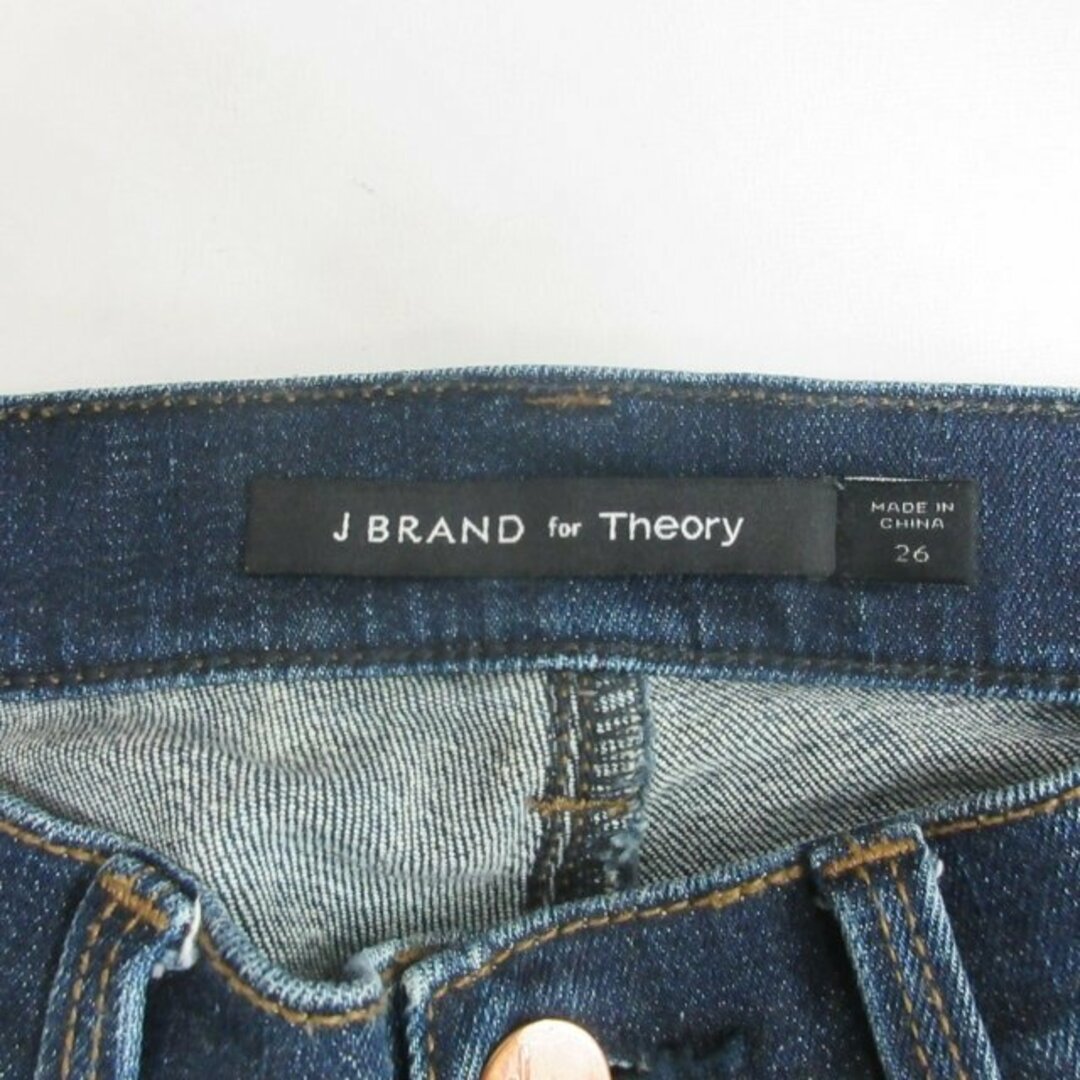 J BRAND for Theory
MADE IN
CHINA
26